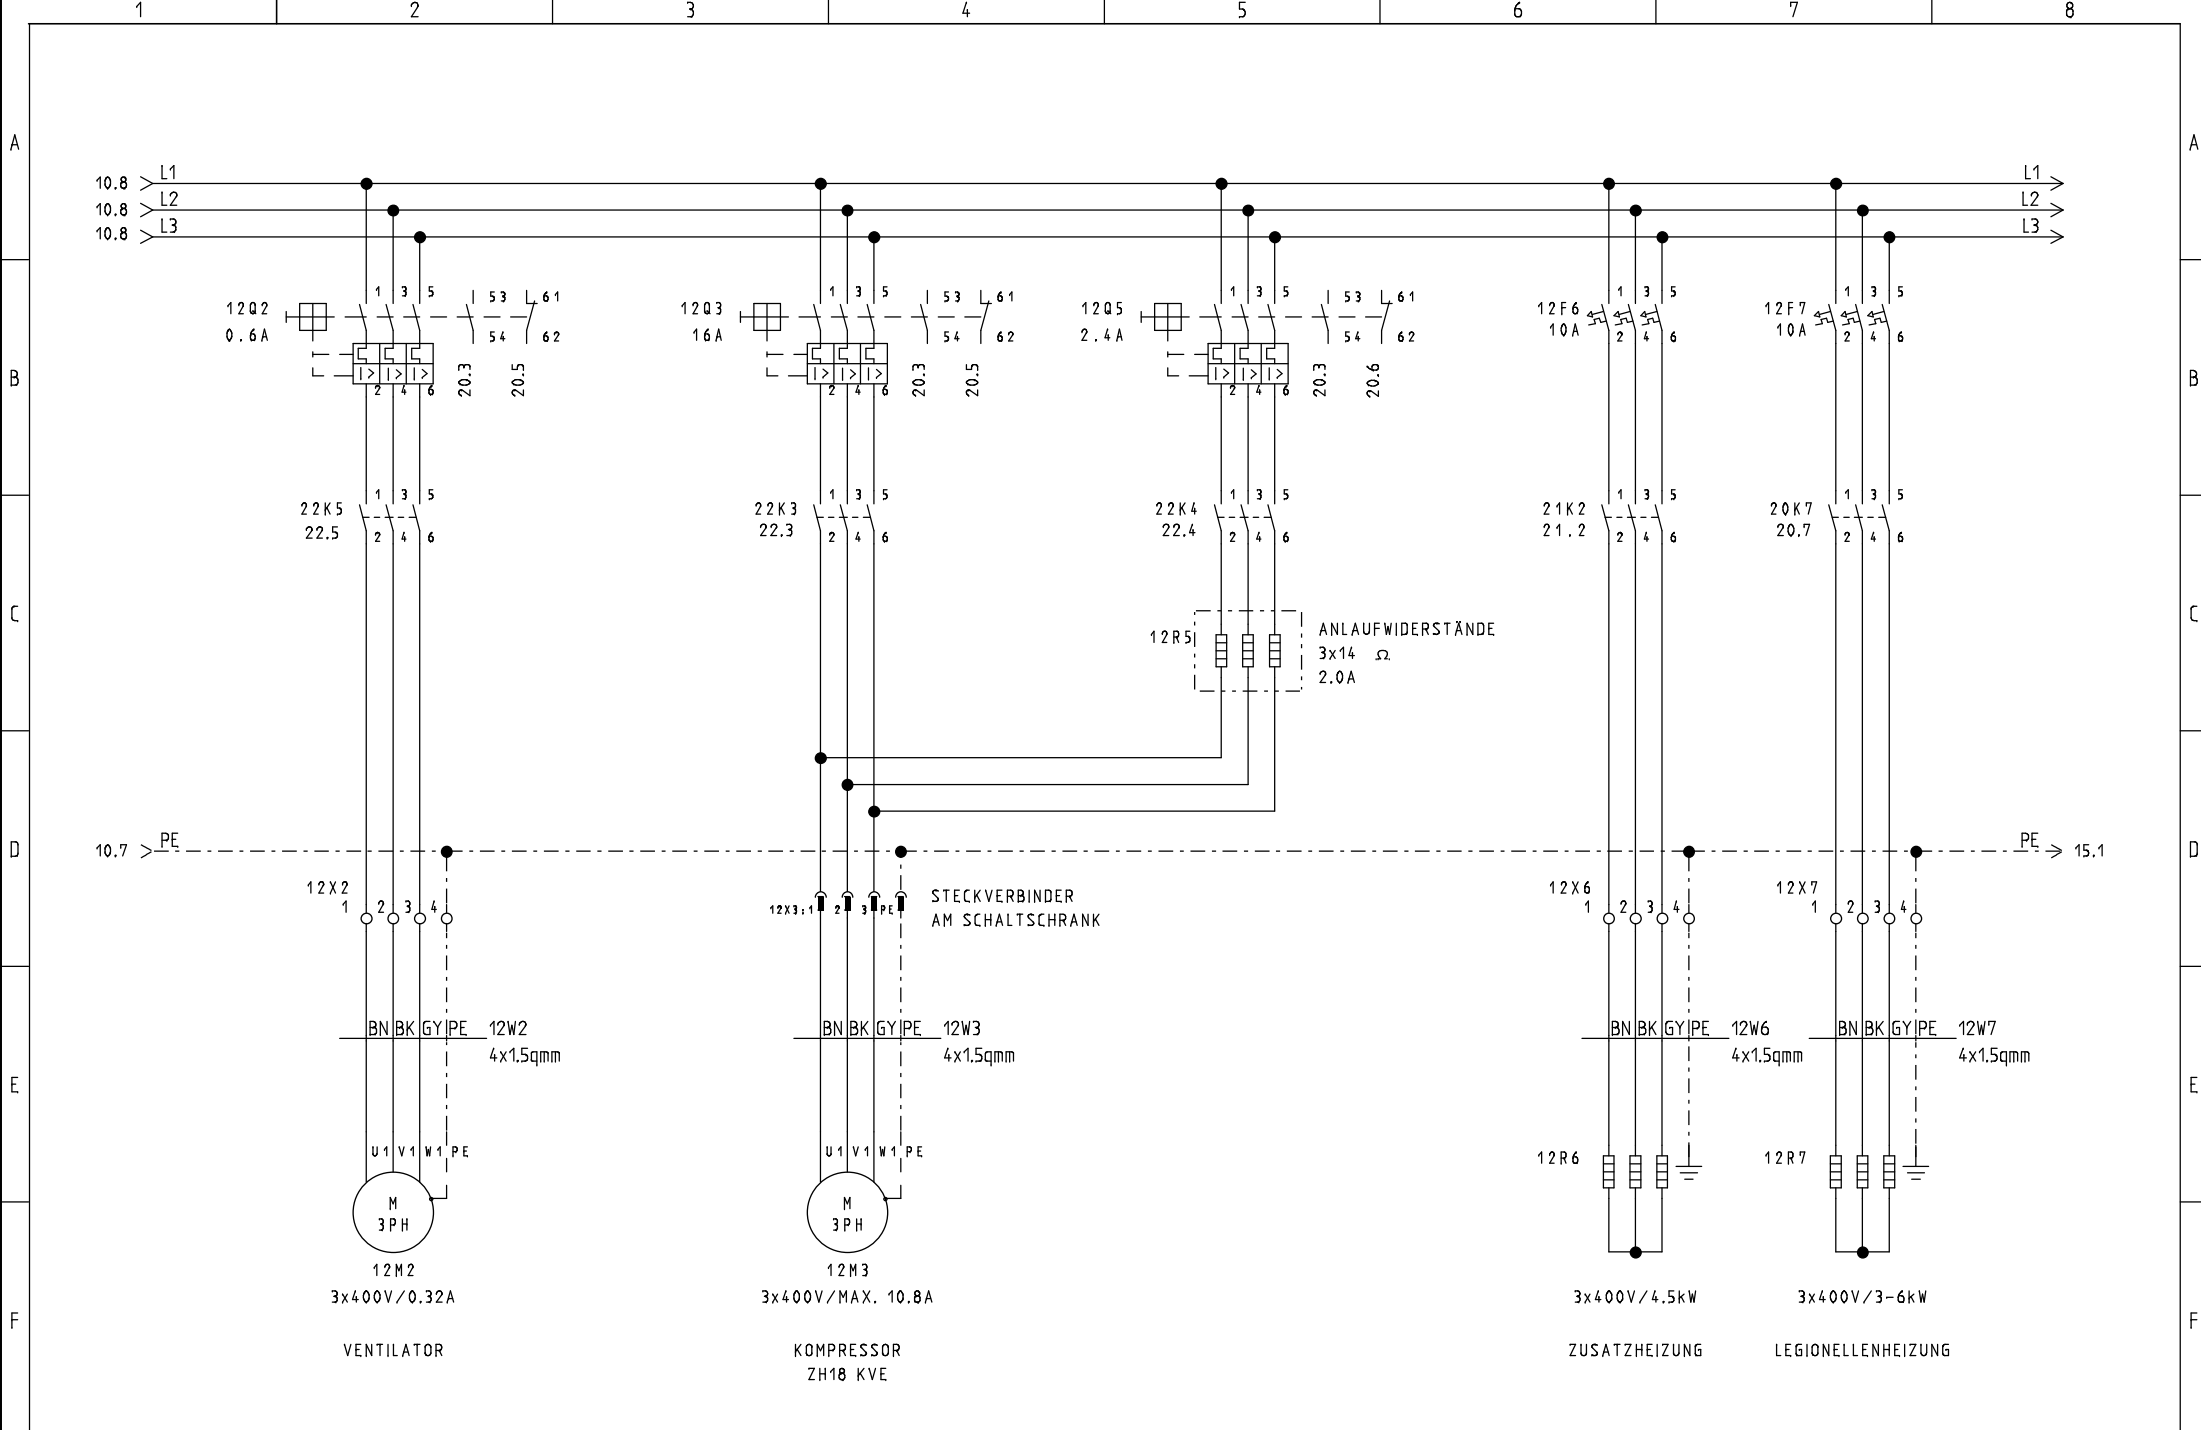 1 2 3 4 5 6 7 8
A A
10.8 L1 L1
10.8 L2 L2
10.8 L3 L3
1 3 5 53 61 1 3 5 53 61 1 3 5 53 61 1 3 5 1 3 5
12Q2 12Q3 12Q5 12F6 12F7
0.6A 54 62 16A 54 62 2.4A 54 62 10A 2 4 6 10A 2 4 6
I> I> I> I> I> I> I> I> I>
B 20.3 20.5 20.3 20.5 20.3 20.6 B
2 4 6 2 4 6 2 4 6
1 3 5 1 3 5 1 3 5 1 3 5 1 3 5
22K5 22K3 22K4 21K2 20K7
22.5 2 4 6 22.3 2 4 6 22.4 2 4 6 21.2 2 4 6 20.7 2 4 6
C C
12R5 ANLAUFWIDERSTÄNDE
3x14 Ω
2.0A
D 10.7 PE PE 15.1 D
12X2 12X6 12X7
1 2 3 4 12X3:1 2 3 PE 1 2 3 4 1 2 3 4
STECKVERBINDER
AM SCHALTSCHRANK
BN BK GY PE 12W2 BN BK GY PE 12W3 BN BK GY PE 12W6 BN BK GY PE 12W7
4x1.5qmm 4x1.5qmm 4x1.5qmm 4x1.5qmm
E E
U1 V1 W1 PE U1 V1 W1 PE 12R6 12R7
M M
3PH 3PH
12M2 12M3
3x400V/0.32A 3x400V/MAX. 10.8A 3x400V/4.5kW 3x400V/3-6kW
F F
VENTILATOR KOMPRESSOR ZUSATZHEIZUNG LEGIONELLENHEIZUNG
ZH18 KVE